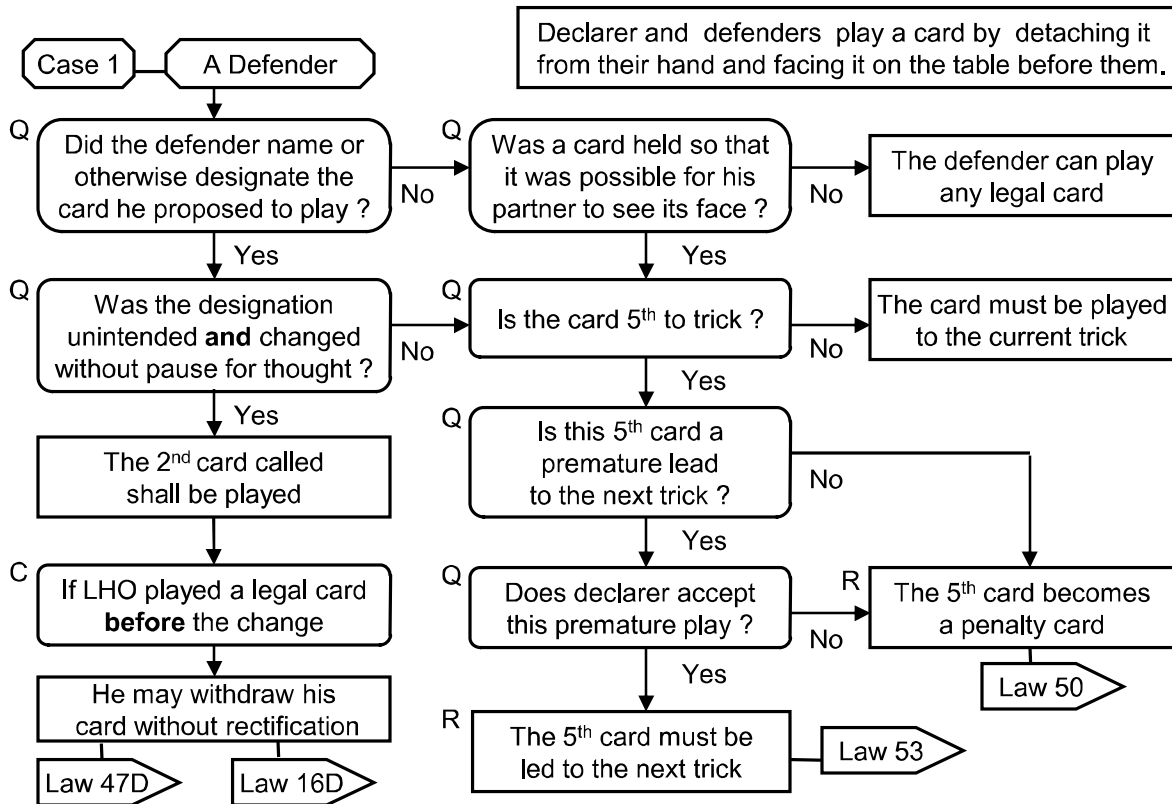 Case 1
A Defender
Declarer and defenders play a card by detaching it
from their hand and facing it on the table before them.
Q
Did the defender name or
otherwise designate the
card he proposed to play ?
No
Q
Was a card held so that
it was possible for his
partner to see its face ?
No
The defender can play
any legal card
Yes
Yes
Q
Was the designation
unintended and changed
without pause for thought ?
No
Q
Is the card 5th to trick ?
No
The card must be played
to the current trick
Yes
Yes
The 2nd card called
shall be played
Q
Is this 5th card a
premature lead
to the next trick ?
No
Yes
C
If LHO played a legal card
before the change
Q
Does declarer accept
this premature play ?
No
R
The 5th card becomes
a penalty card
Yes
Law 50
He may withdraw his
card without rectification
R
The 5th card must be
led to the next trick
Law 53
Law 47D
Law 16D